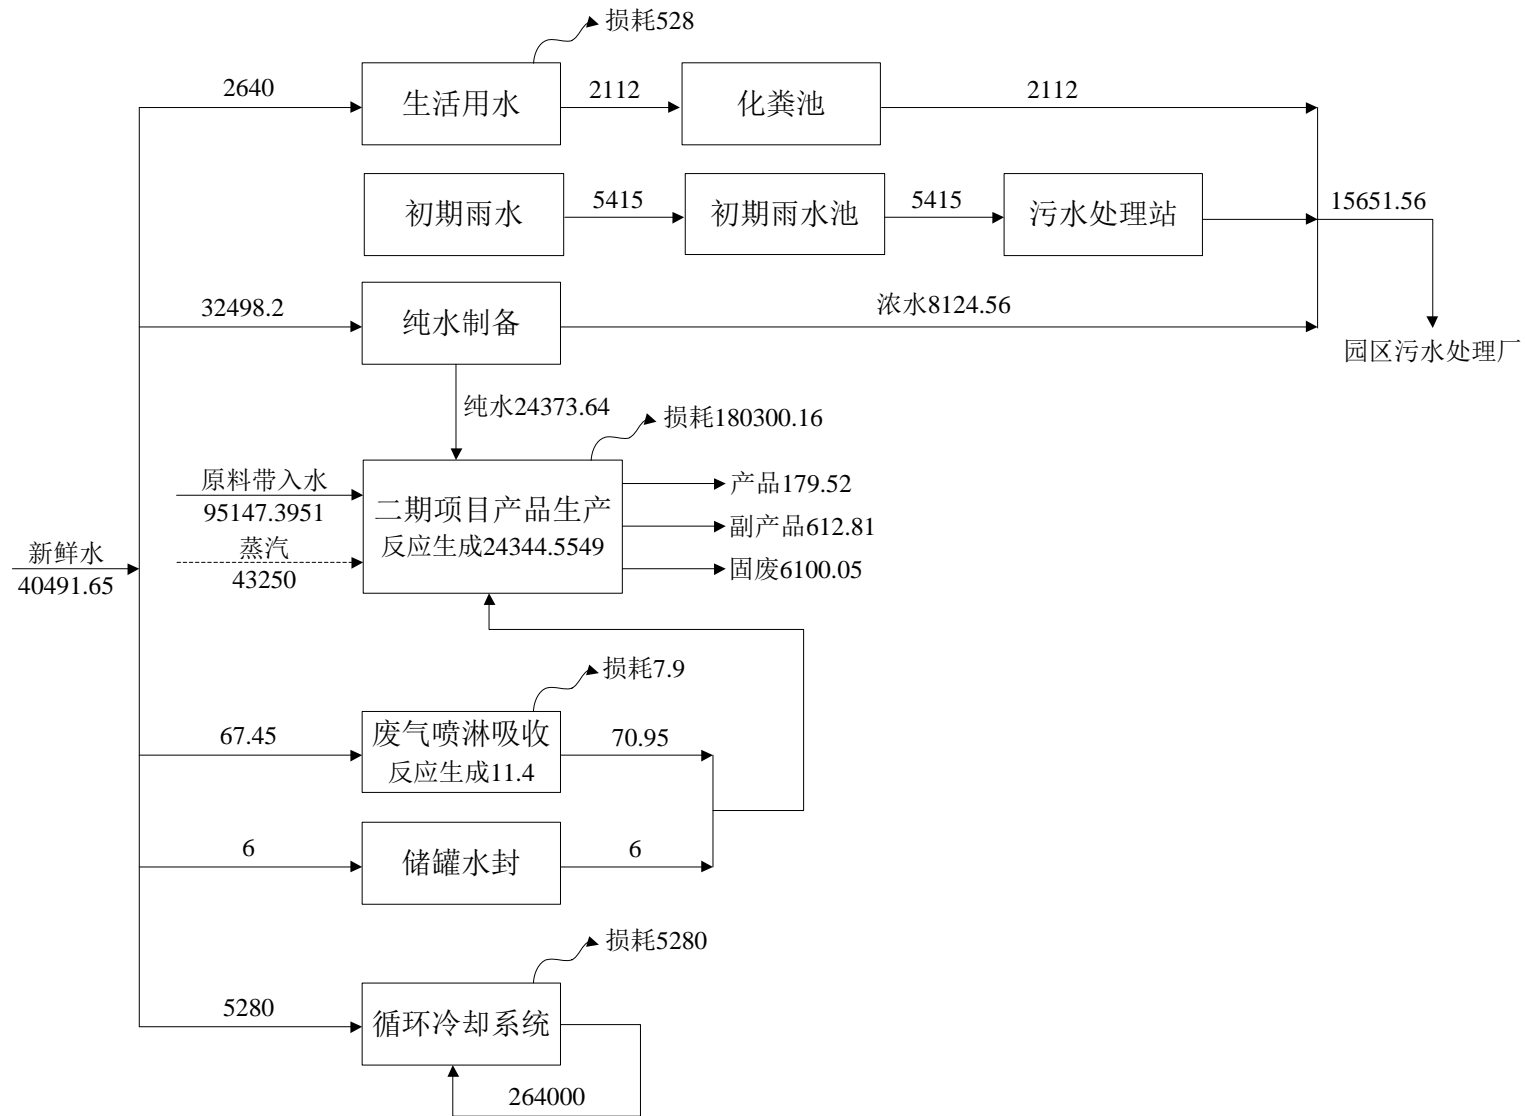 损耗528
2640
生活用水
2112
化粪池
2112
初期雨水
5415
初期雨水池
5415
污水处理站
15651.56
32498.2
纯水制备
浓水8124.56
园区污水处理厂
纯水24373.64
损耗180300.16
原料带入水
95147.3951
二期项目产品生产
反应生成24344.5549
产品179.52
副产品612.81
固废6100.05
蒸汽
43250
新鲜水
40491.65
损耗7.9
67.45
废气喷淋吸收
反应生成11.4
70.95
6
储罐水封
6
损耗5280
5280
循环冷却系统
264000